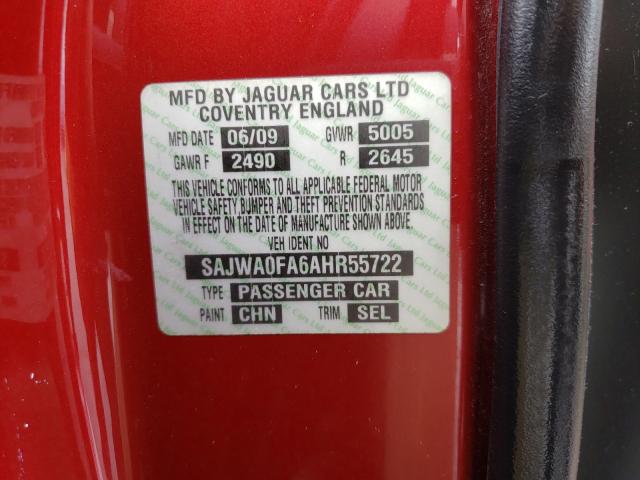 MFD BY JAGUAR CARS LTD
COVENTRY ENGLAND
MFD DATE 06/09 GVWR 5005
GAWR F 2490 R 2645
THIS VEHICLE CONFORMS TO ALL APPLICABLE FEDERAL MOTOR
VEHICLE SAFETY BUMPER AND THEFT PREVENTION STANDARDS
IN EFFECT ON THE DATE OF MANUFACTURE SHOWN ABOVE
VEH IDENT NO
SAJWA0FA6AHR55722
TYPE PASSENGER CAR
PAINT CHN TRIM SEL